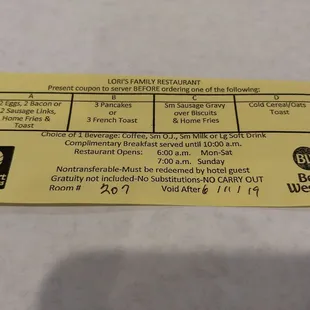 LORI'S FAMILY RESTAURANT
Present coupon to server BEFORE ordering one of the following:
A B C D
2 Eggs, 2 Bacon or 3 Pancakes Sm Sausage Gravy Cold Cereal/Oats
2 Sausage Links, or over Biscuits Toast
Home Fries & 3 French Toast & Home Fries
Toast
Choice of 1 Beverage: Coffee, Sm O.J., Sm Milk or Lg Soft Drink
Complimentary Breakfast served until 10:00 a.m.
Restaurant Opens: 6:00 a.m. Mon-Sat
7:00 a.m. Sunday
Nontransferable-Must be redeemed by hotel guest
Gratuity not included-No Substitutions-NO CARRY OUT
Room # 207 Void After 6/11/19
Be
Wes